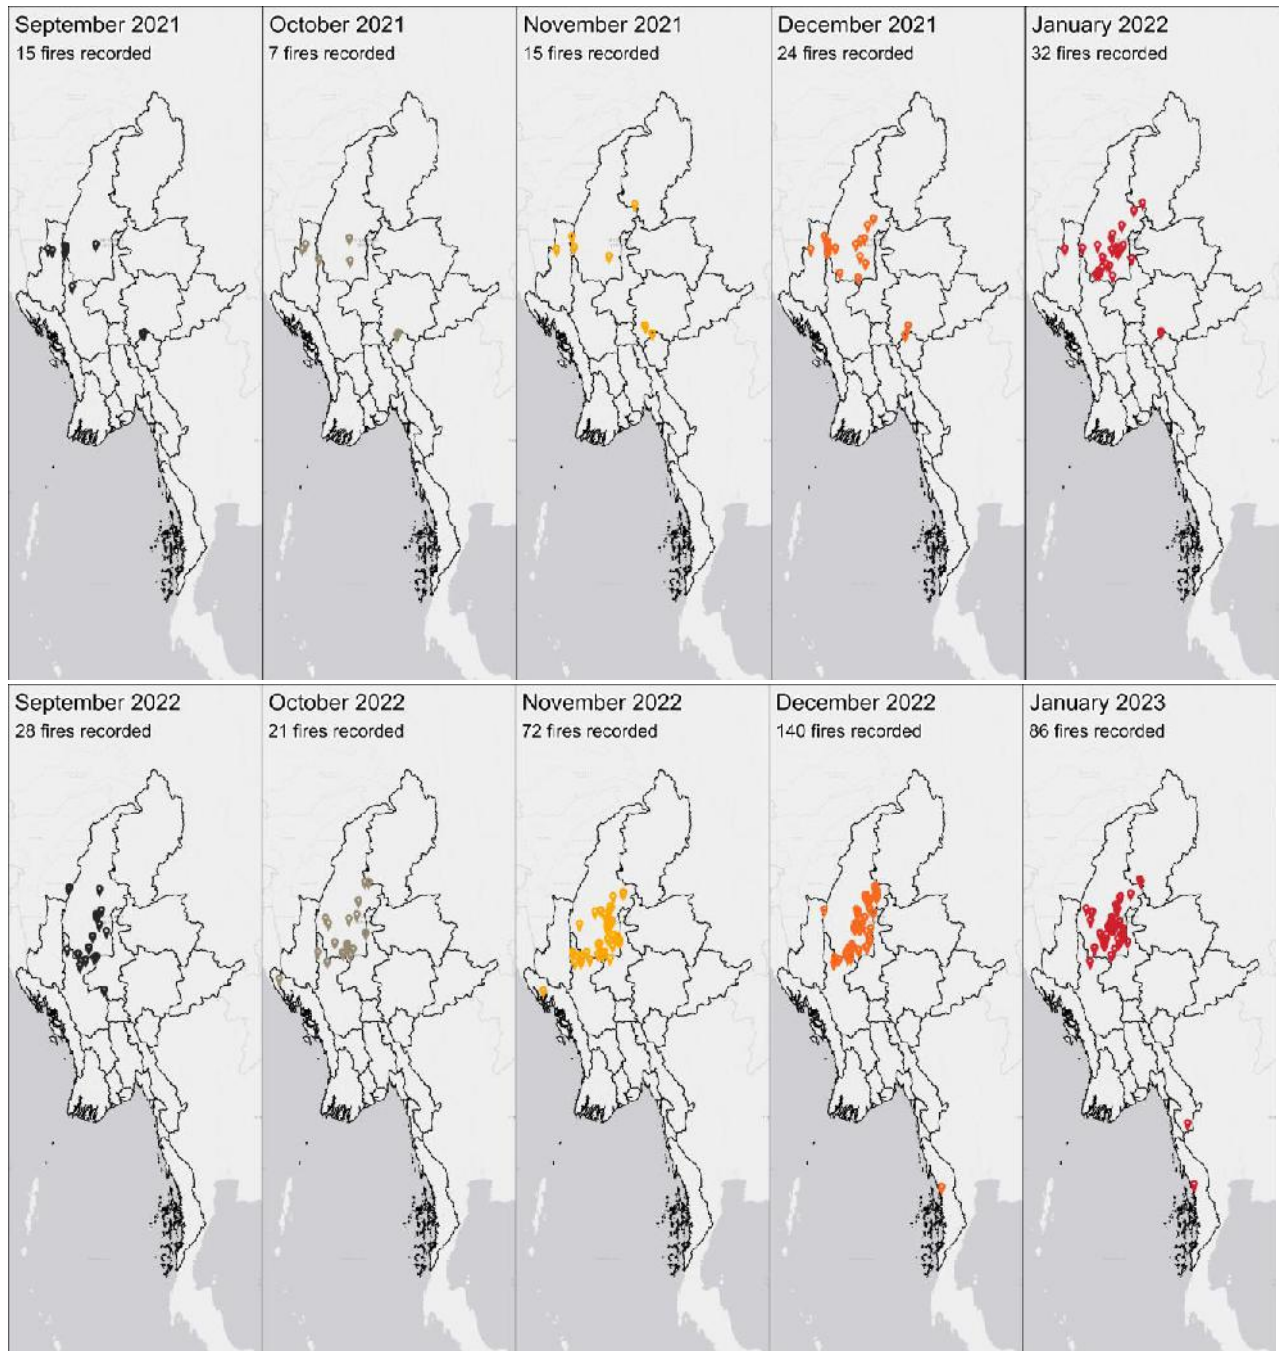 September 2021
15 fires recorded
October 2021
7 fires recorded
November 2021
15 fires recorded
December 2021
24 fires recorded
January 2022
32 fires recorded
September 2022
28 fires recorded
October 2022
21 fires recorded
November 2022
72 fires recorded
December 2022
140 fires recorded
January 2023
86 fires recorded